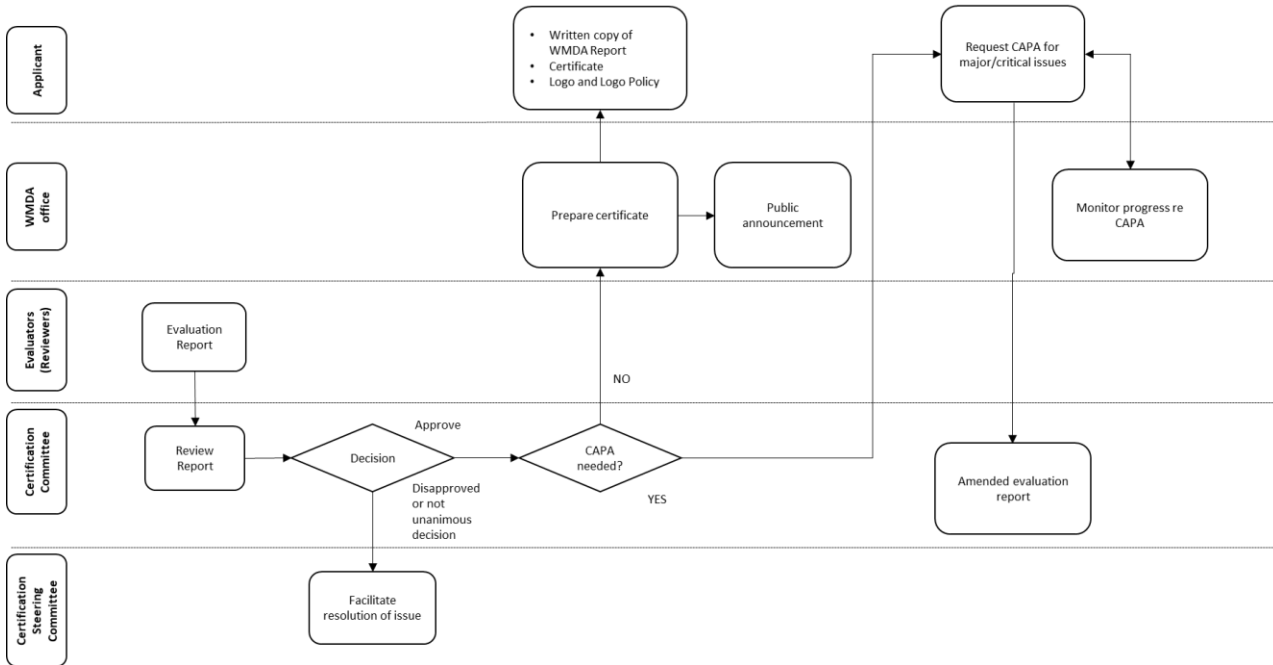 Applicant
• Written copy of
WMDA Report
• Certificate
• Logo and Logo Policy
Request CAPA for
major/critical issues
WMDA
office
Prepare certificate
Public
announcement
Monitor progress re
CAPA
Evaluators
(Reviewers)
Evaluation
Report
NO
Certification
Committee
Review
Report
Decision
Approve
Disapproved
or not
unanimous
decision
CAPA
needed?
YES
Amended evaluation
report
Certification
Steering
Committee
Facilitate
resolution of issue